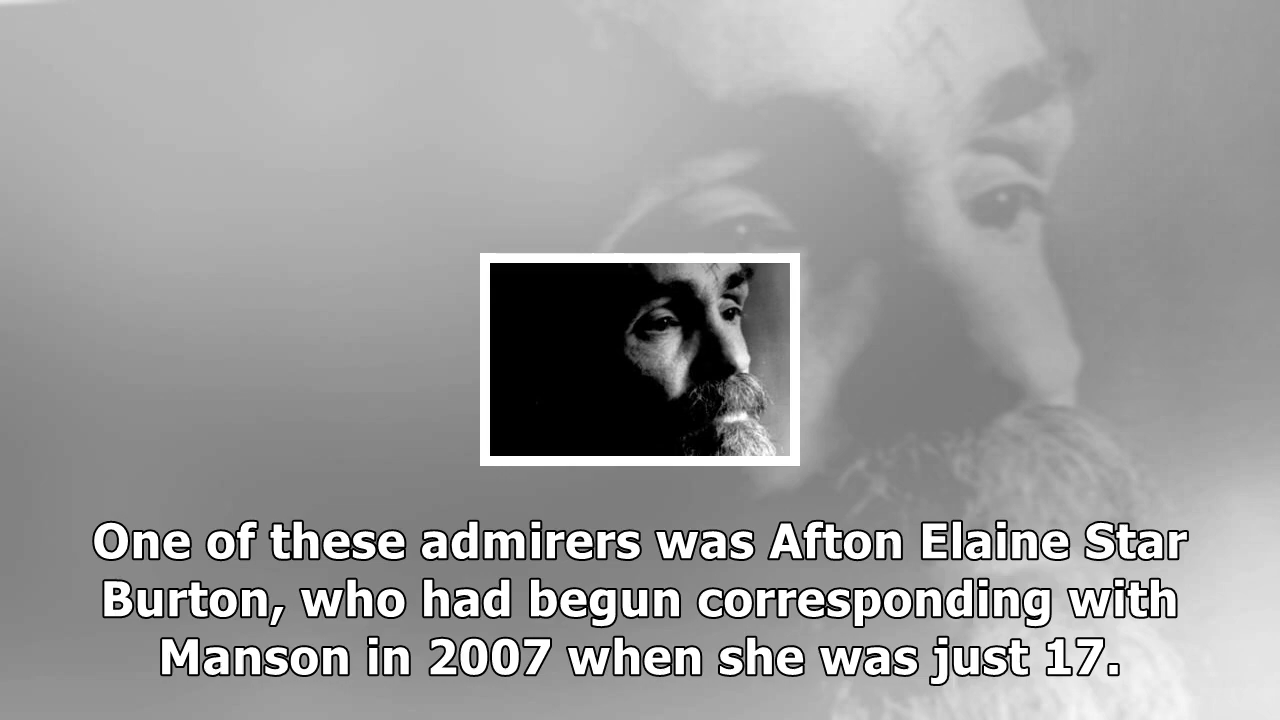 One of these admirers was Afton Elaine Star
Burton, who had begun corresponding with
Manson in 2007 when she was just 17.